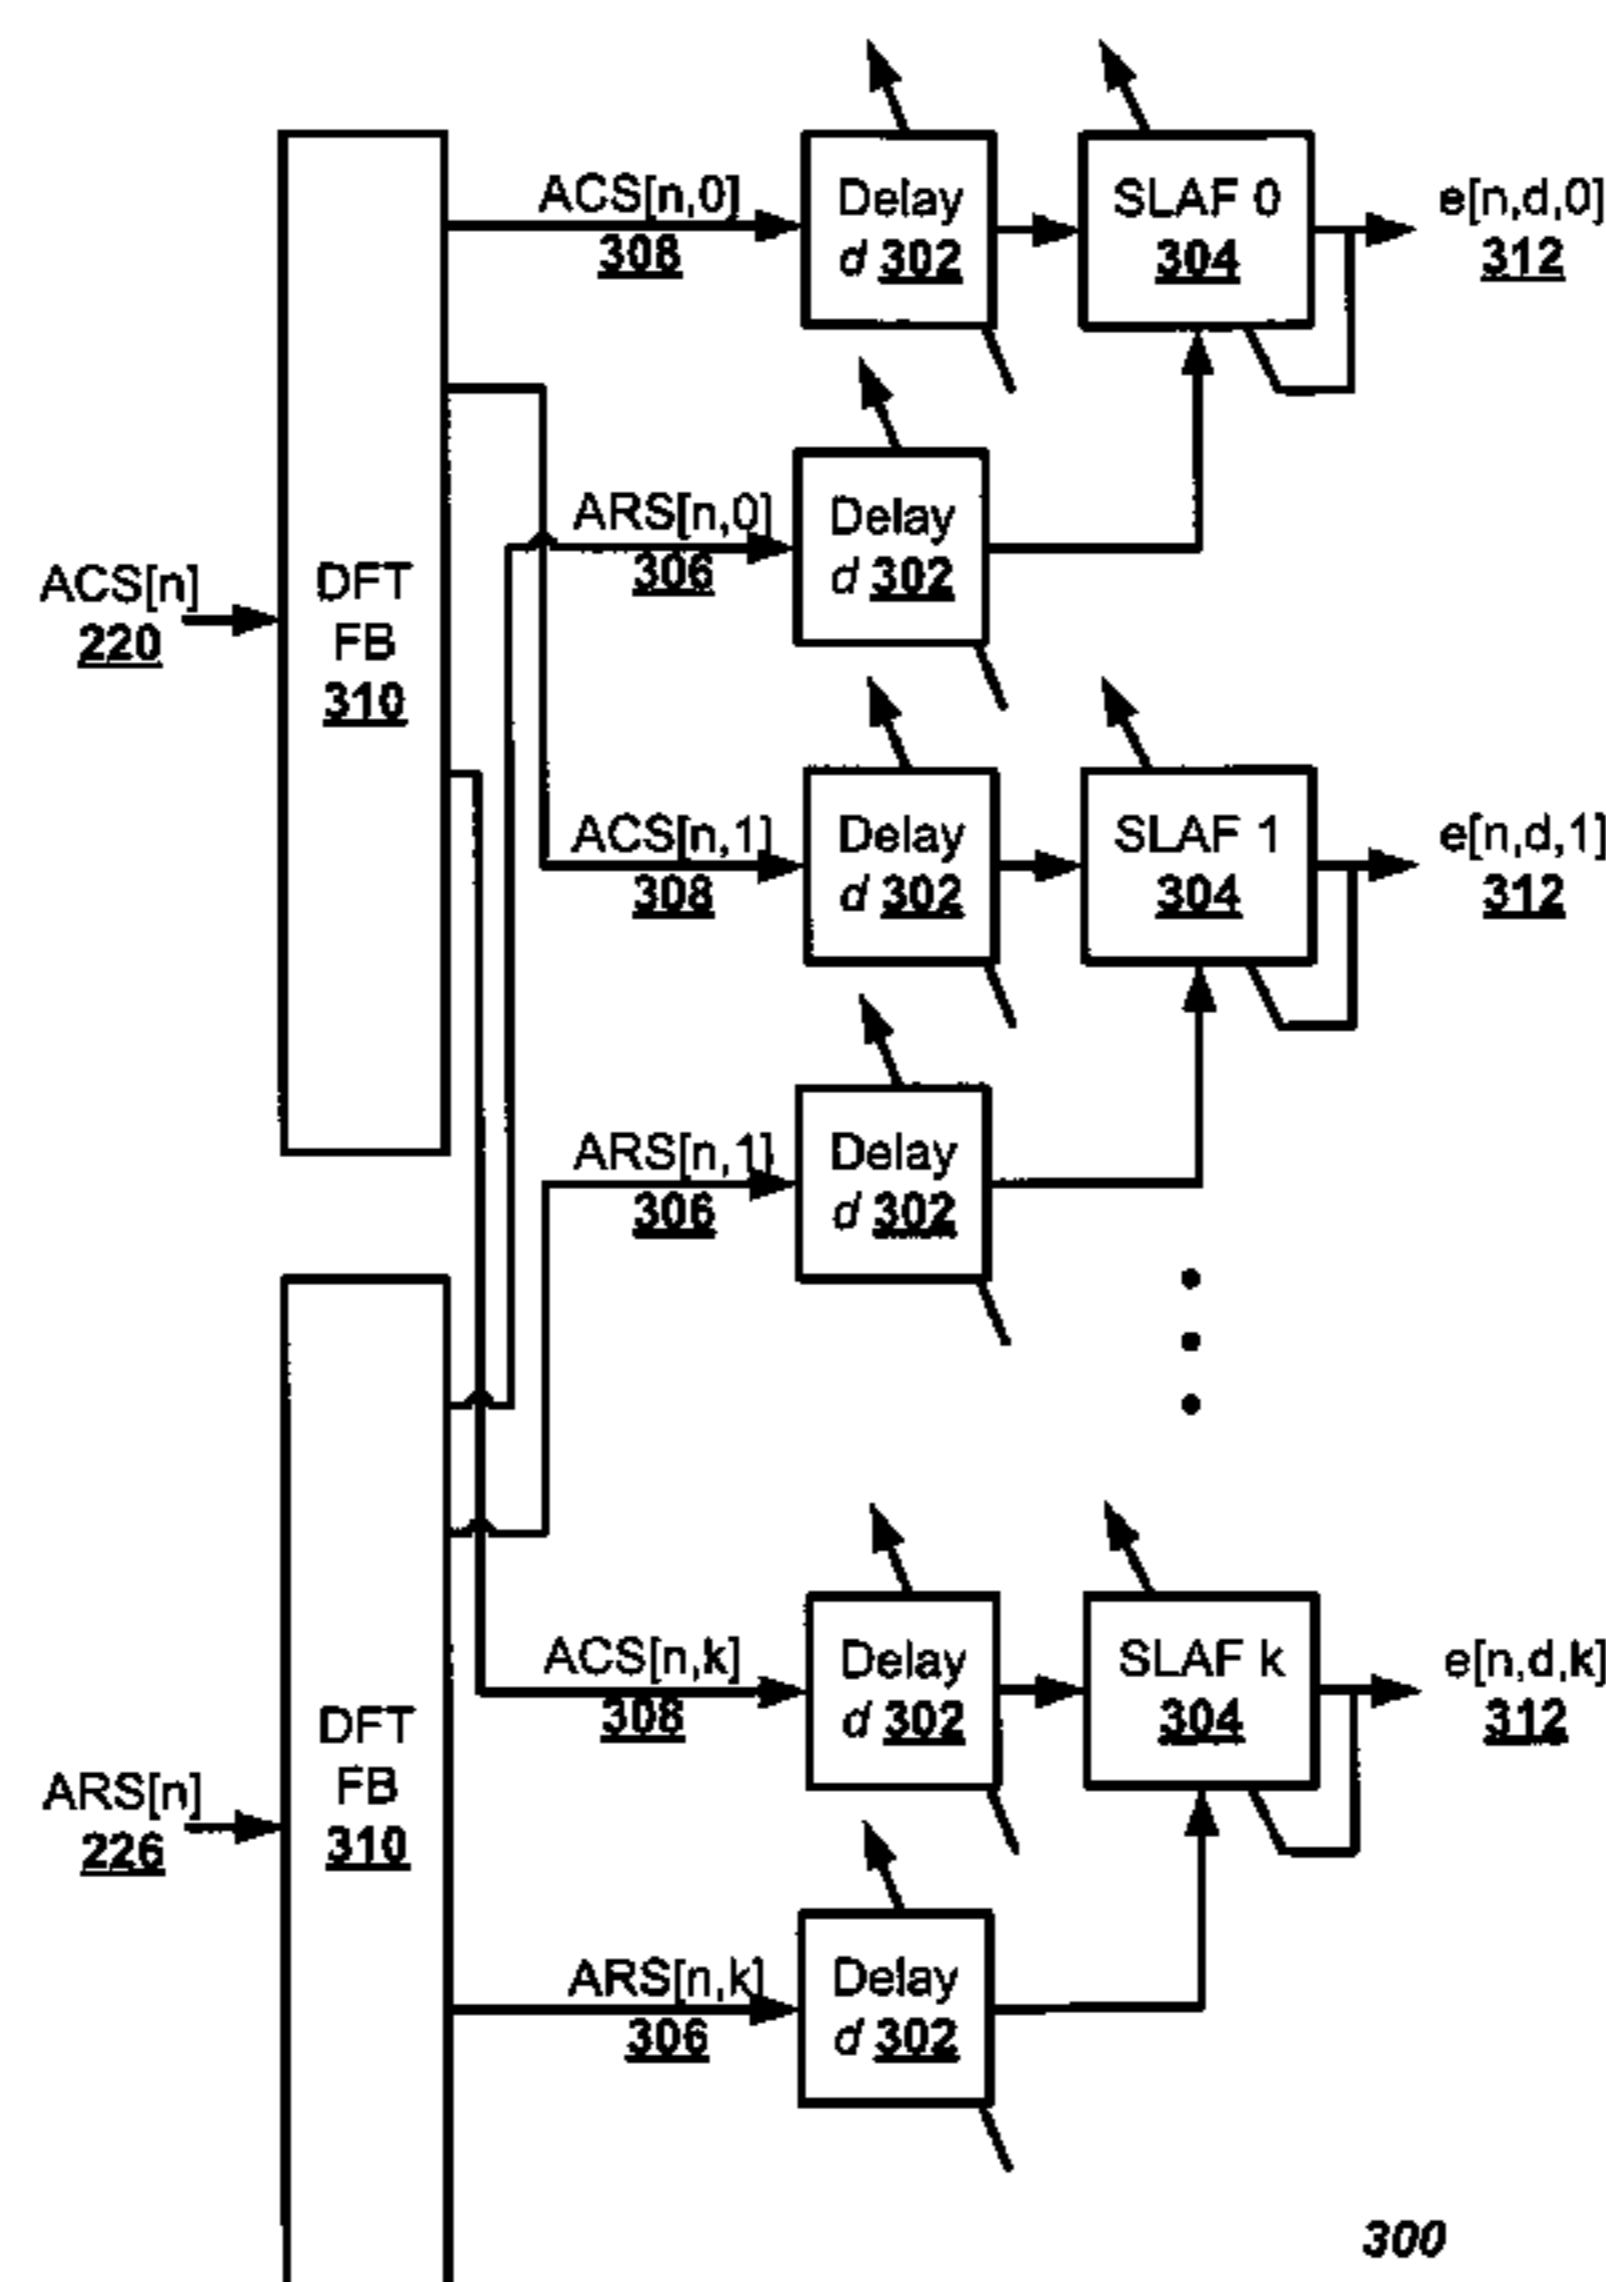 ACS[n,0]
308
Delay
d 302
SLAF 0
304
e[n,d,0]
312
ARS[n,0]
306
Delay
d 302
ACS[n]
220
DFT
FB
310
ACS[n,1]
308
Delay
d 302
SLAF 1
304
e[n,d,1]
312
ARS[n,1]
306
Delay
d 302
ACS[n,k]
308
Delay
d 302
SLAF k
304
e[n,d,k]
312
ARS[n]
226
DFT
FB
310
ARS[n,k]
306
Delay
d 302
300